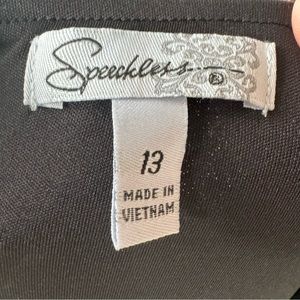 Speechless ®
13
MADE IN
VIETNAM